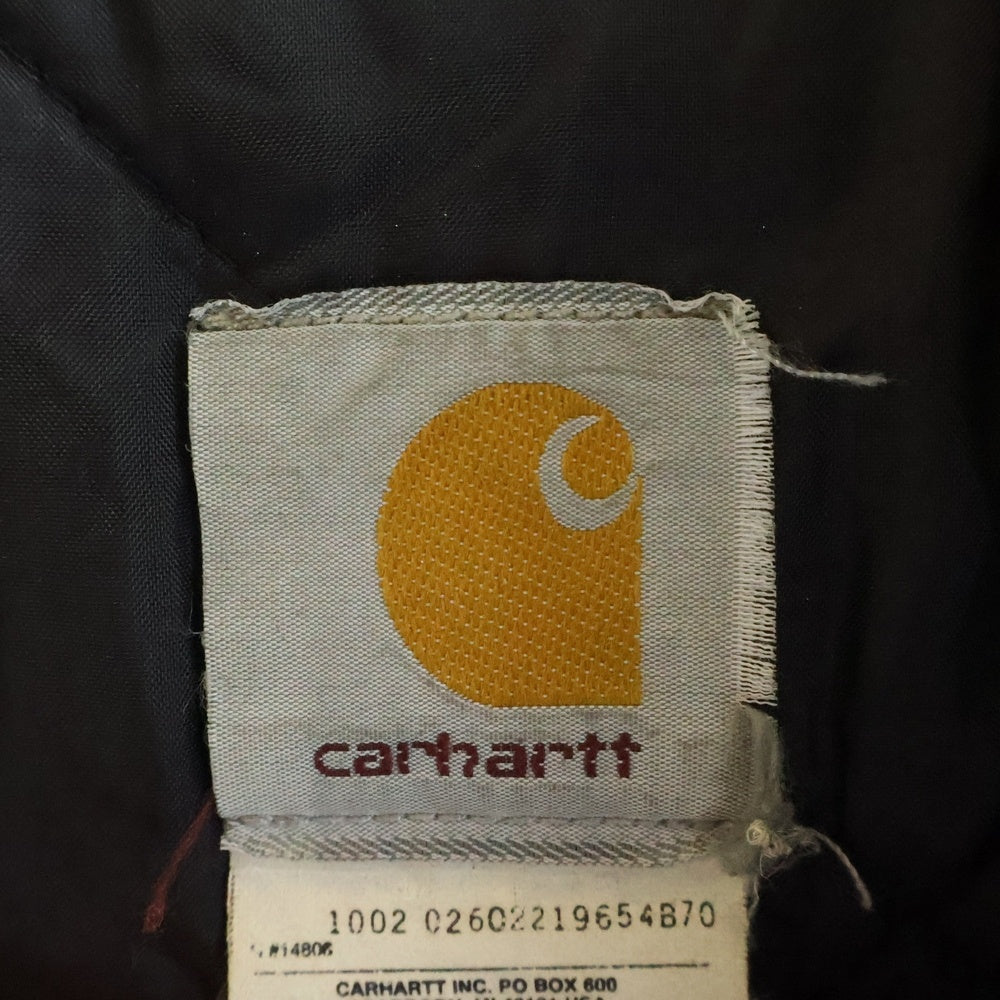 carhartt
1002 02602219654B70
#14806
CARHARTT INC. PO BOX 600